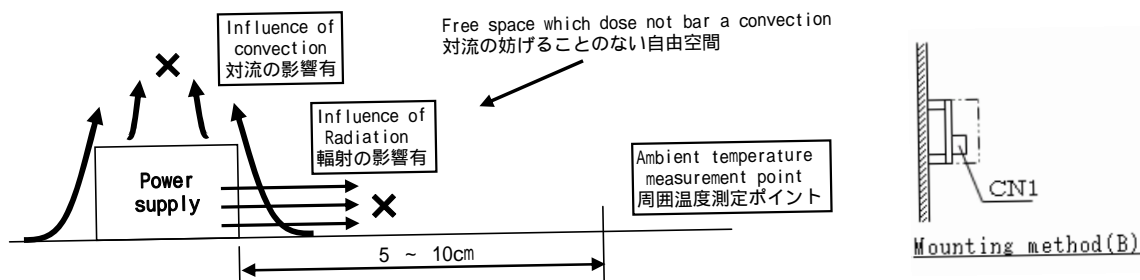 Influence of
convection
対流の影響有
Free space which dose not bar a convection
対流の妨げることのない自由空間
Influence of
Radiation
輻射の影響有
Power
supply
Ambient temperature
measurement point
周囲温度測定ポイント
5 ~ 10cm
CN1
Mounting method(B)